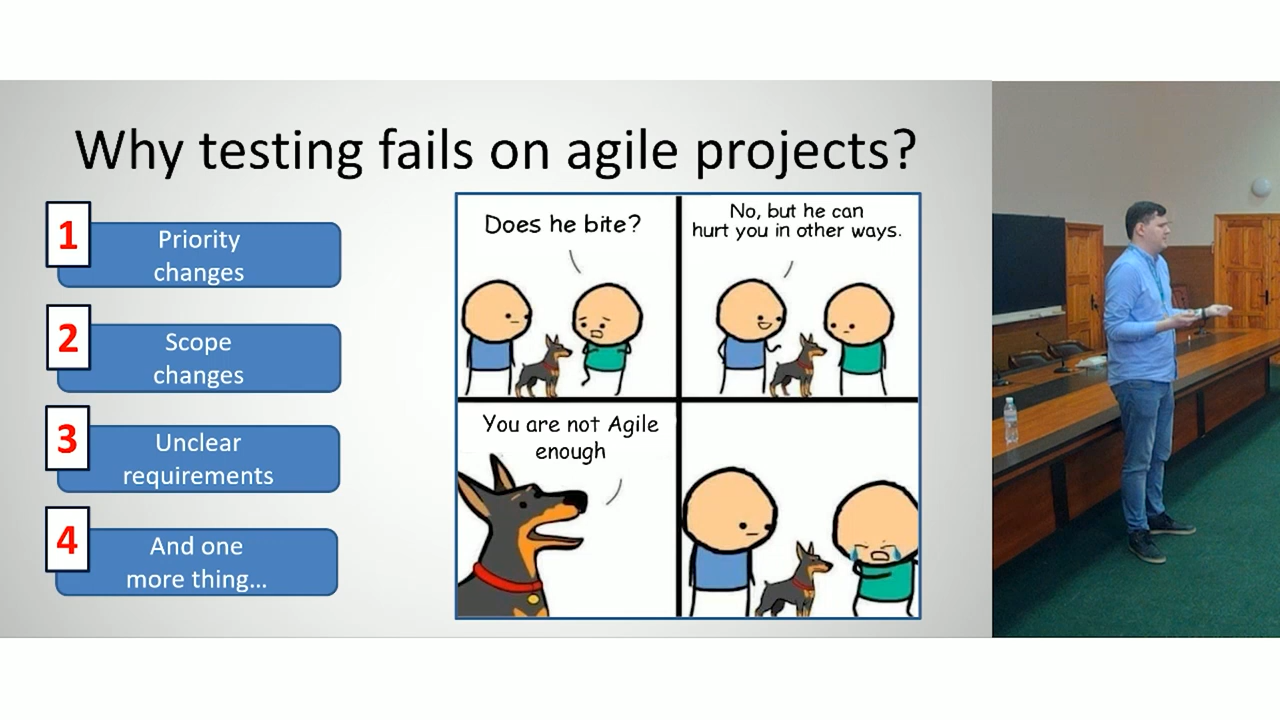 Why testing fails on agile projects?
1
Priority
changes
2
Scope
changes
3
Unclear
requirements
4
And one
more thing...
Does he bite?
No, but he can
hurt you in other ways.
You are not Agile
enough